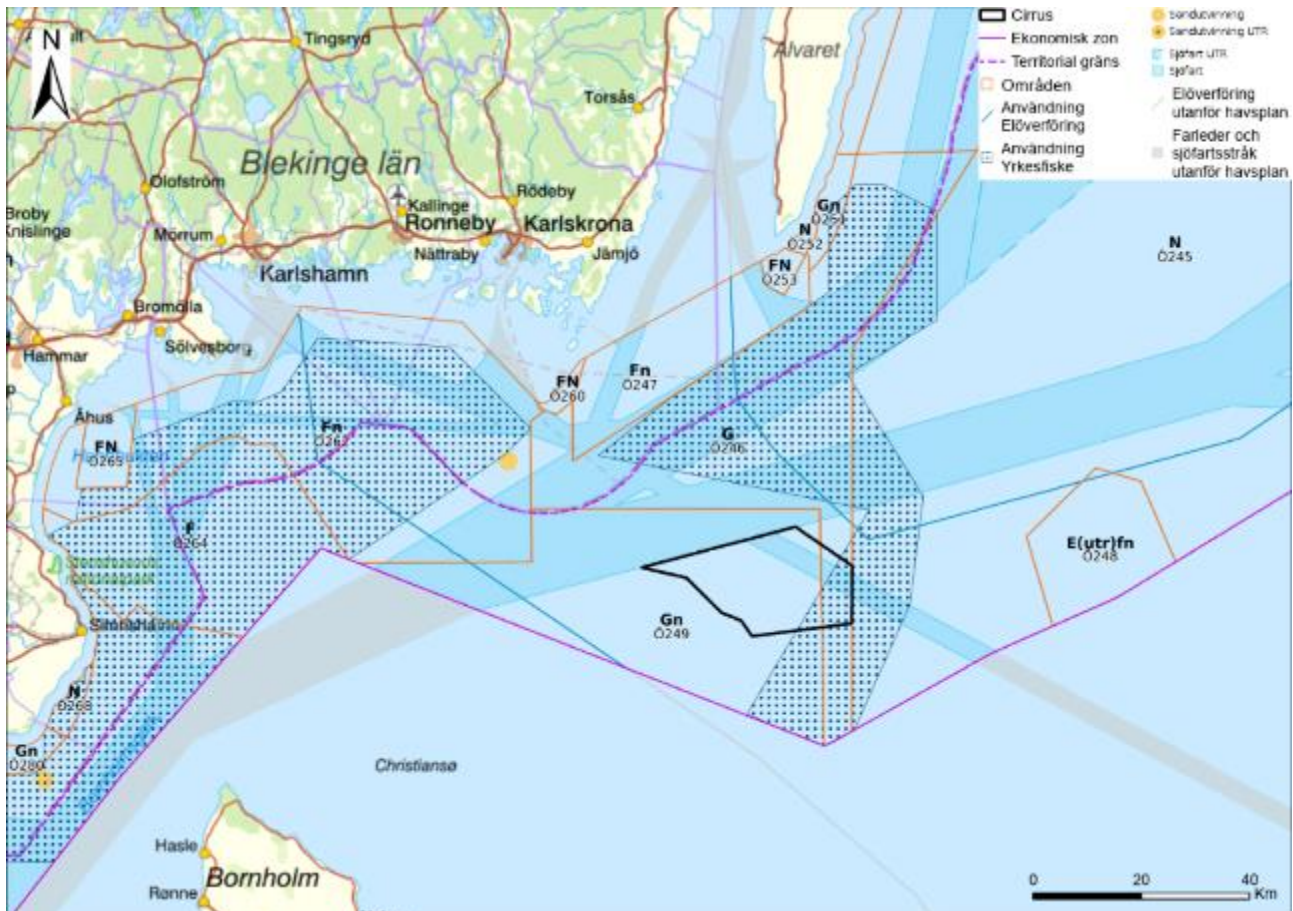 N
Tingsryd
Alvaret
Torsås
Blekinge län
Olofström
Kallinge
Rödeby
Ronneby
Karlskrona
Broby
Knislinge
Mörrum
Nättraby
Jämjö
Karlshamn
Bromölla
Sölvesborg
Hammar
Åhus
Gn
Ö251
N
Ö252
FN
Ö253
N
Ö245
FN
Ö260
Fn
Ö247
FN
Ö265
Fn
Ö262
G
Ö246
F
Ö264
E(utr)fn
Ö248
Gn
Ö249
N
Ö268
Gn
Ö280
Christiansø
Hasle
Bornholm
Rønne
Cirrus
Ekonomisk zon
Territorial gräns
Områden
Användning
Elöverföring
Användning
Yrkesfiske
Sandutvinning
Sandutvinning UTR
Sjöfart UTR
Sjöfart
Elöverföring
utanför havsplan
Farleder och
sjöfartsstråk
utanför havsplan
0 20 40
Km